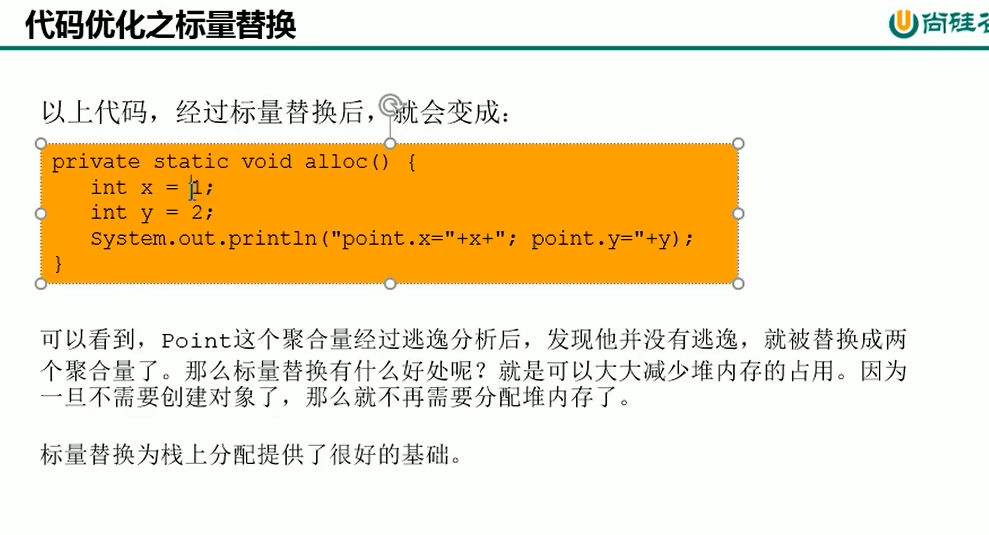 代码优化之标量替换
尚硅
以上代码，经过标量替换后，就会变成：
private static void alloc() {
int x = 1;
int y = 2;
System.out.println("point.x="+x+"; point.y="+y);
}
可以看到，Point这个聚合量经过逃逸分析后，发现他并没有逃逸，就被替换成两
个聚合量了。那么标量替换有什么好处呢？就是可以大大减少堆内存的占用。因为
一旦不需要创建对象了，那么就不再需要分配堆内存了。
标量替换为栈上分配提供了很好的基础。